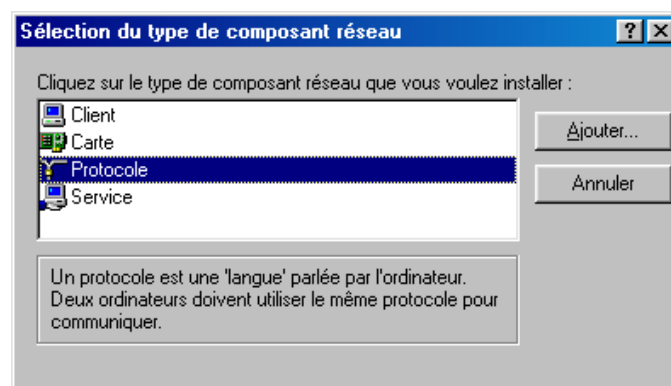 Sélection du type de composant réseau
Cliquez sur le type de composant réseau que vous voulez installer :
Client
Carte
Protocole
Service
Ajouter...
Annuler
Un protocole est une 'langue' parlée par l'ordinateur.
Deux ordinateurs doivent utiliser le même protocole pour
communiquer.